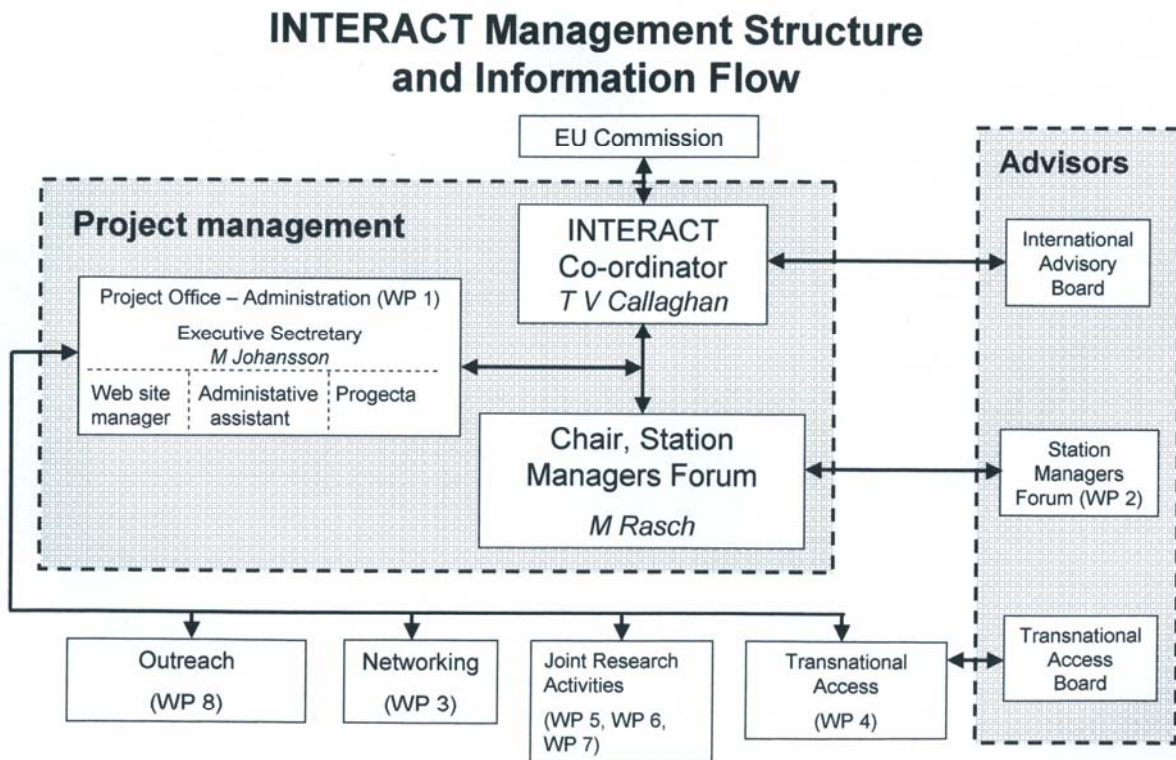 INTERACT Management Structure
and Information Flow
EU Commission
Project management
INTERACT
Co-ordinator
T V Callaghan
Project Office – Administration (WP 1)
Executive Sectretary
M Johansson
Web site
manager
Administative
assistant
Progecta
Chair, Station
Managers Forum
M Rasch
Advisors
International
Advisory
Board
Station
Managers
Forum (WP 2)
Transnational
Access
Board
Outreach
(WP 8)
Networking
(WP 3)
Joint Research
Activities
(WP 5, WP 6,
WP 7)
Transnational
Access
(WP 4)